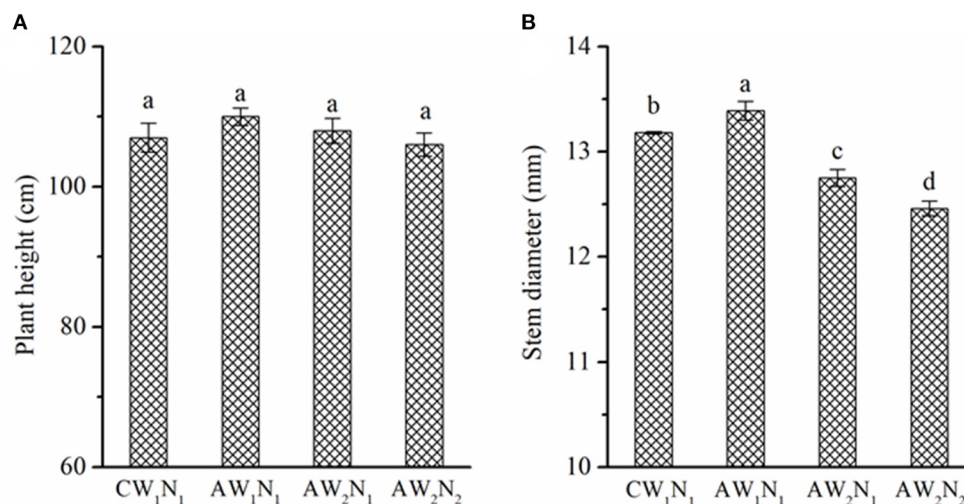 A
Plant height (cm)
120
100
80
60
a
a
a
a
CW₁N₁
AW₁N₁
AW₂N₁
AW₂N₂
B
Stem diameter (mm)
14
13
12
11
10
b
a
c
d
CW₁N₁
AW₁N₁
AW₂N₁
AW₂N₂